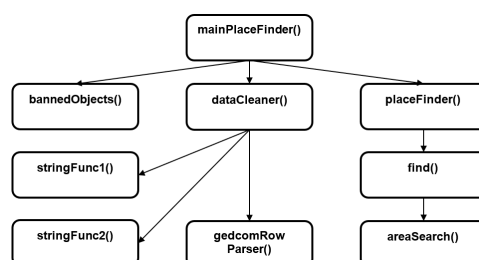 mainPlaceFinder()
bannedObjects()
dataCleaner()
placeFinder()
stringFunc1()
find()
stringFunc2()
gedcomRow
Parser()
areaSearch()